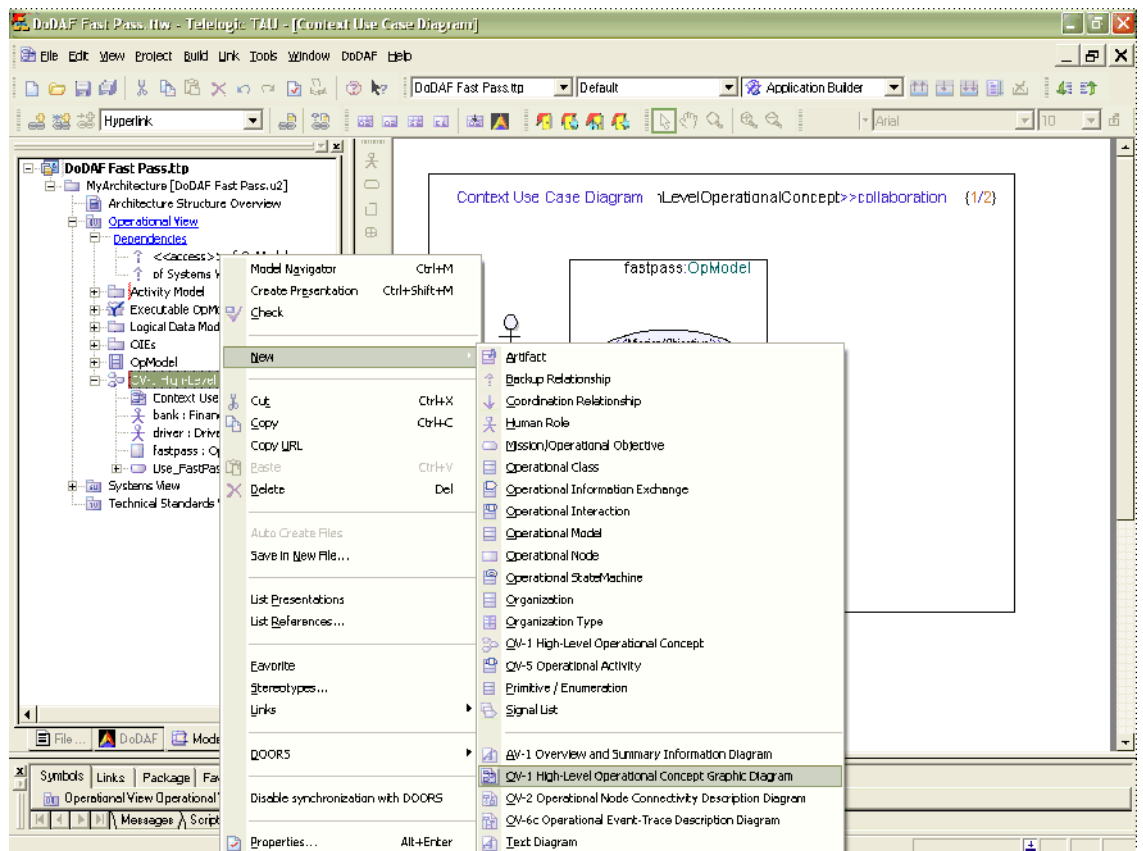 DoDAF Fast Pass.ttw - Telelogic TAU - [Context Use Case Diagram]
File Edit View Project Build Link Tools Window DoDAF Help
DoDAF Fast Pass.ttp Default Application Builder
Hyperlink Arial 10
DoDAF Fast Pass.ttp
MyArchitecture [DoDAF Fast Pass.u2]
Architecture Structure Overview
Operational View
Dependencies
<<access>>
of Systems
Activity Model
Executable OpMo
Logical Data Mod
OIEs
OpModel
OV-1 High-Level
Context Use
bank : Finan
driver : Drive
fastpass : O
Use_FastPas
Systems View
Technical Standards
File ... DoDAF Mode
Symbols Links Package Fav
Operational View Operational
Messages Script
Context Use Case Diagram LevelOperationalConcept>>collaboration {1/2}
fastpass:OpModel
Model Navigator Ctrl+M
Create Presentation Ctrl+Shift+M
Check
New
Cut Ctrl+X
Copy Ctrl+C
Copy URL
Paste Ctrl+V
Delete Del
Auto Create Files
Save in New File...
List Presentations
List References...
Favorite
Stereotypes...
Links
DOORS
Disable synchronization with DOORS
Properties... Alt+Enter
Artifact
Backup Relationship
Coordination Relationship
Human Role
Mission/Operational Objective
Operational Class
Operational Information Exchange
Operational Interaction
Operational Model
Operational Node
Operational StateMachine
Organization
Organization Type
OV-1 High-Level Operational Concept
OV-5 Operational Activity
Primitive / Enumeration
Signal List
AV-1 Overview and Summary Information Diagram
OV-1 High-Level Operational Concept Graphic Diagram
OV-2 Operational Node Connectivity Description Diagram
OV-6c Operational Event-Trace Description Diagram
Text Diagram